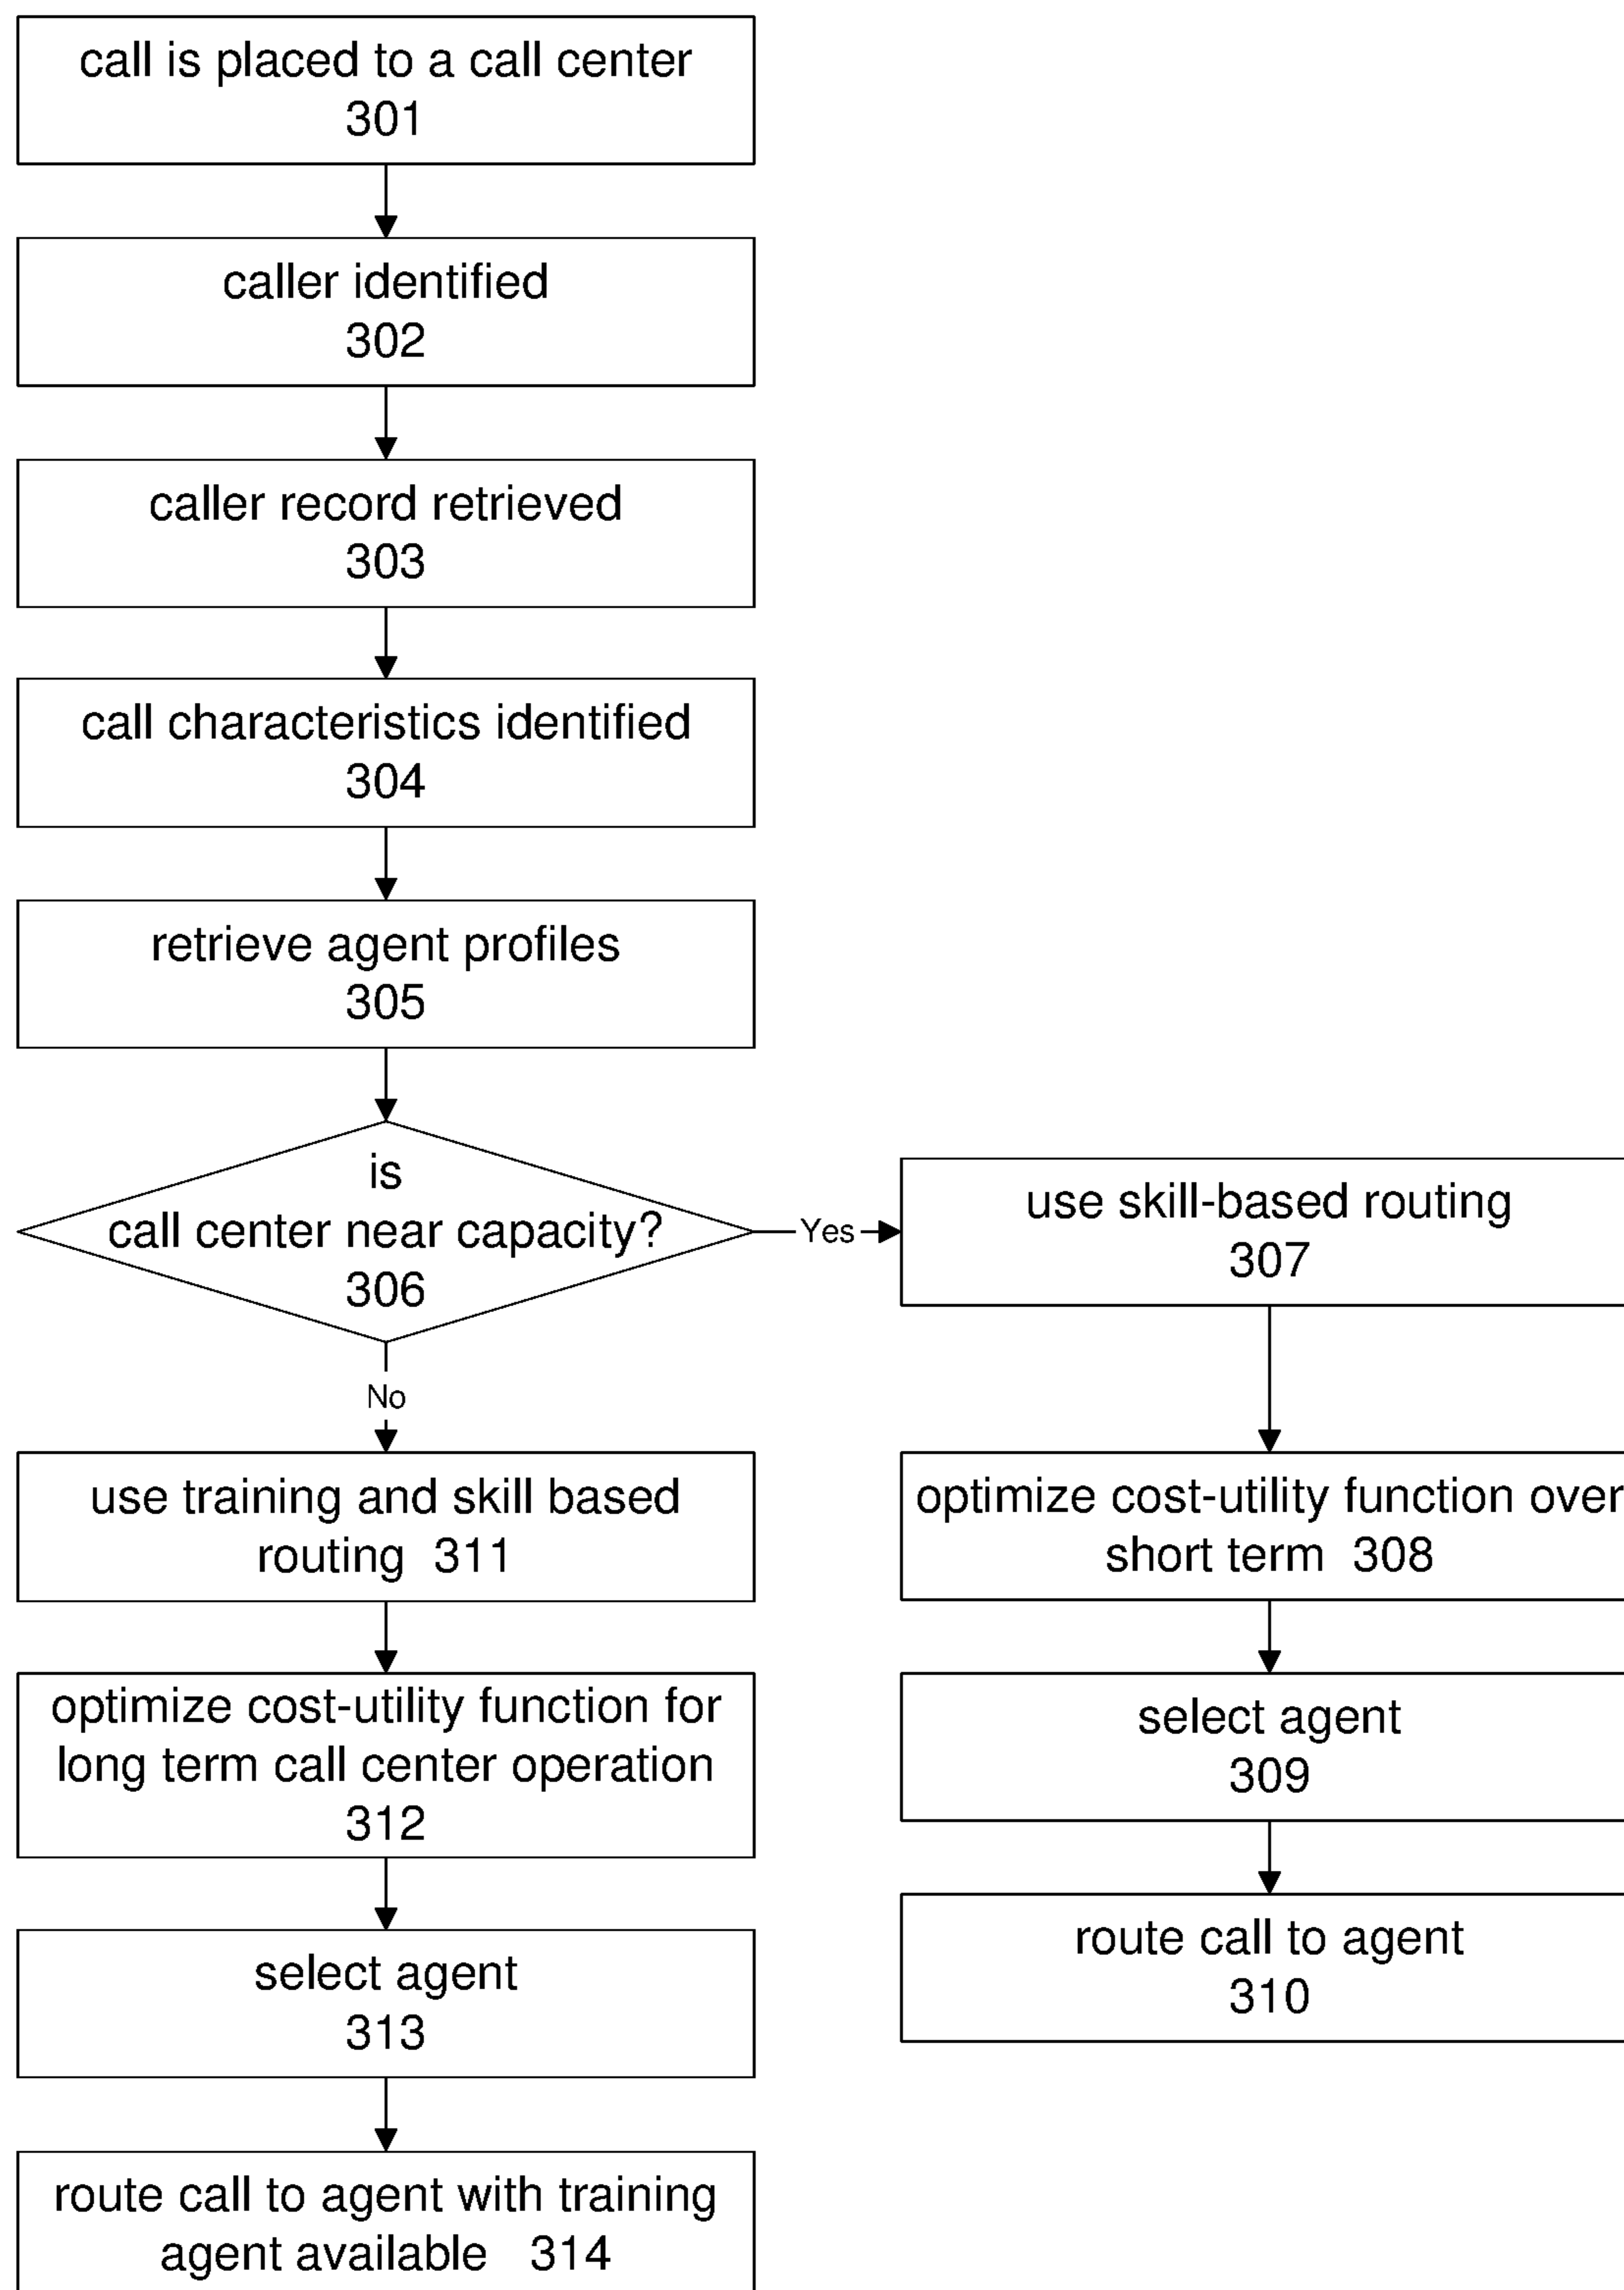 call is placed to a call center
301
caller identified
302
caller record retrieved
303
call characteristics identified
304
retrieve agent profiles
305
is
call center near capacity?
306
Yes
use skill-based routing
307
No
use training and skill based
routing 311
optimize cost-utility function over
short term 308
optimize cost-utility function for
long term call center operation
312
select agent
309
select agent
313
route call to agent
310
route call to agent with training
agent available 314